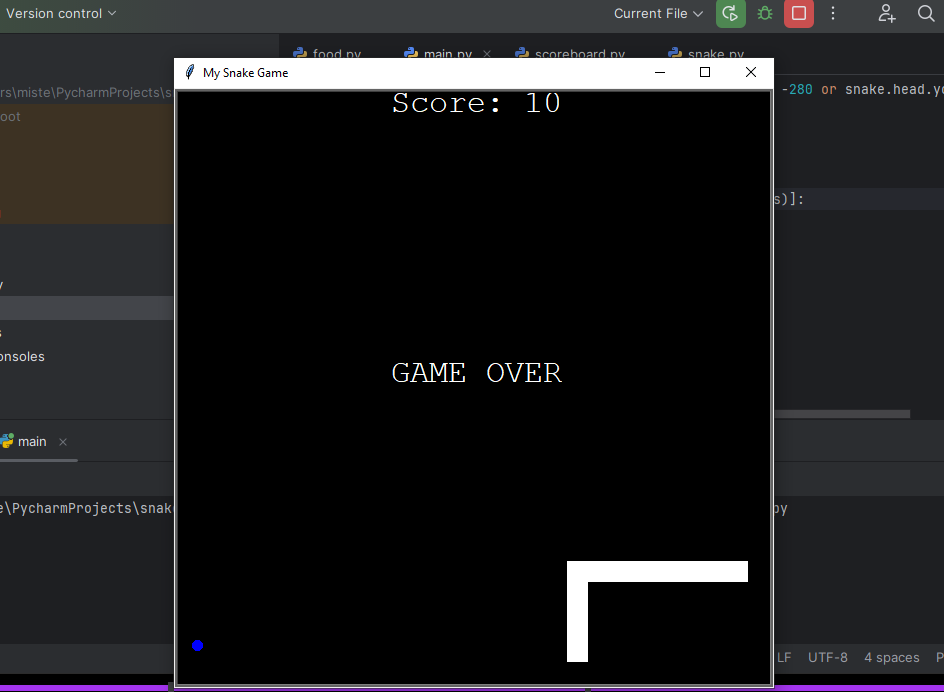 Version control
Current File
food.py
main.py
scoreboard.py
snake.py
My Snake Game
rs\miste\PycharmProjects\s
-280 or snake.head.yc
oot
s)]:
Score: 10
y
s
onsoles
GAME OVER
main
e\PycharmProjects\snak
py
LF UTF-8 4 spaces P